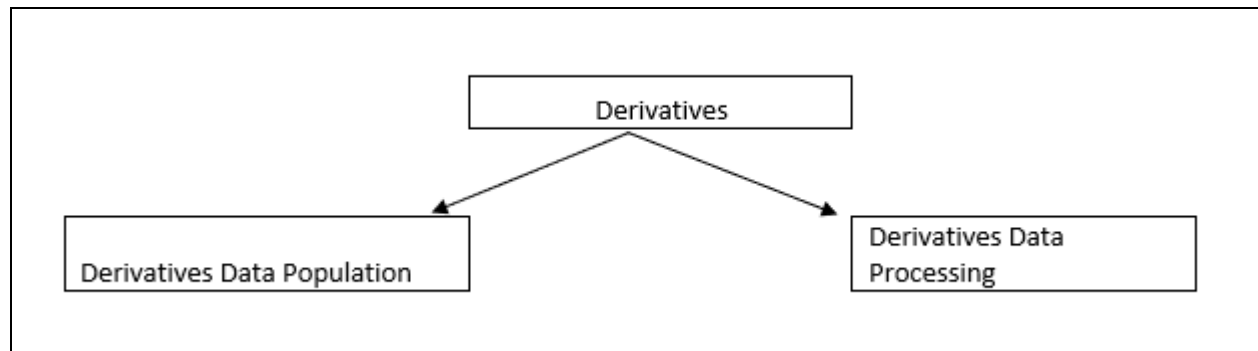 Derivatives
Derivatives Data Population
Derivatives Data
Processing